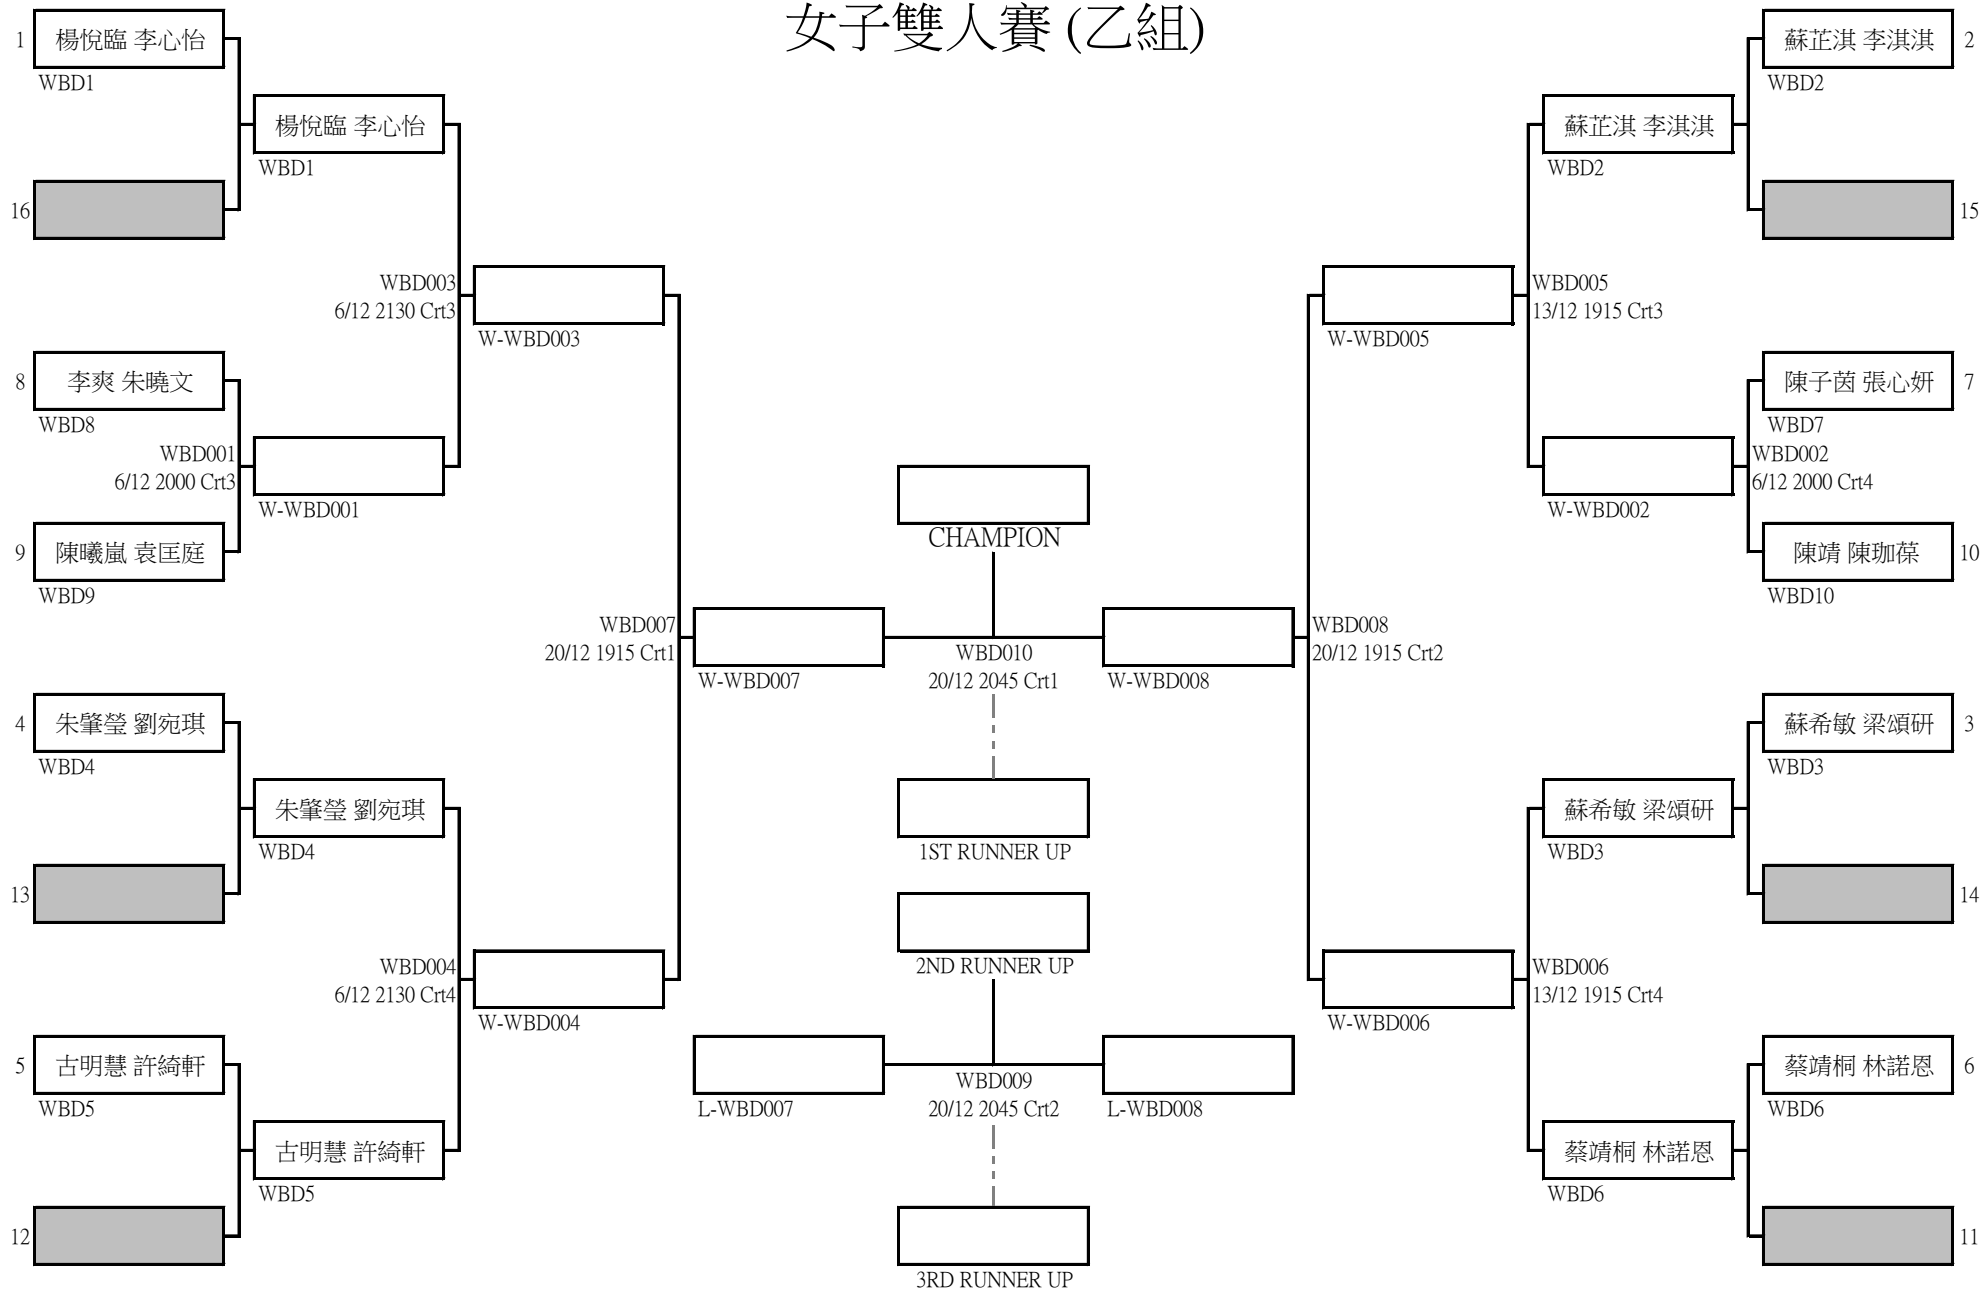 女子雙人賽 (乙組)
1
楊悅臨 李心怡
WBD1
楊悅臨 李心怡
WBD1
16
WBD003
6/12 2130 Crt3
W-WBD003
8
李爽 朱曉文
WBD8
WBD001
6/12 2000 Crt3
W-WBD001
9
陳曦嵐 袁匡庭
WBD9
WBD007
20/12 1915 Crt1
W-WBD007
4
朱肇瑩 劉宛琪
WBD4
朱肇瑩 劉宛琪
WBD4
13
WBD004
6/12 2130 Crt4
W-WBD004
5
古明慧 許綺軒
WBD5
古明慧 許綺軒
WBD5
12
CHAMPION
WBD010
20/12 2045 Crt1
1ST RUNNER UP
2ND RUNNER UP
L-WBD007
WBD009
20/12 2045 Crt2
L-WBD008
3RD RUNNER UP
2
蘇芷淇 李淇淇
WBD2
蘇芷淇 李淇淇
WBD2
15
WBD005
13/12 1915 Crt3
W-WBD005
陳子茵 張心妍
7
WBD7
WBD002
6/12 2000 Crt4
W-WBD002
陳靖 陳珈葆
10
WBD10
WBD008
20/12 1915 Crt2
W-WBD008
蘇希敏 梁頌研
3
WBD3
蘇希敏 梁頌研
WBD3
14
WBD006
13/12 1915 Crt4
W-WBD006
蔡靖桐 林諾恩
6
WBD6
蔡靖桐 林諾恩
WBD6
11